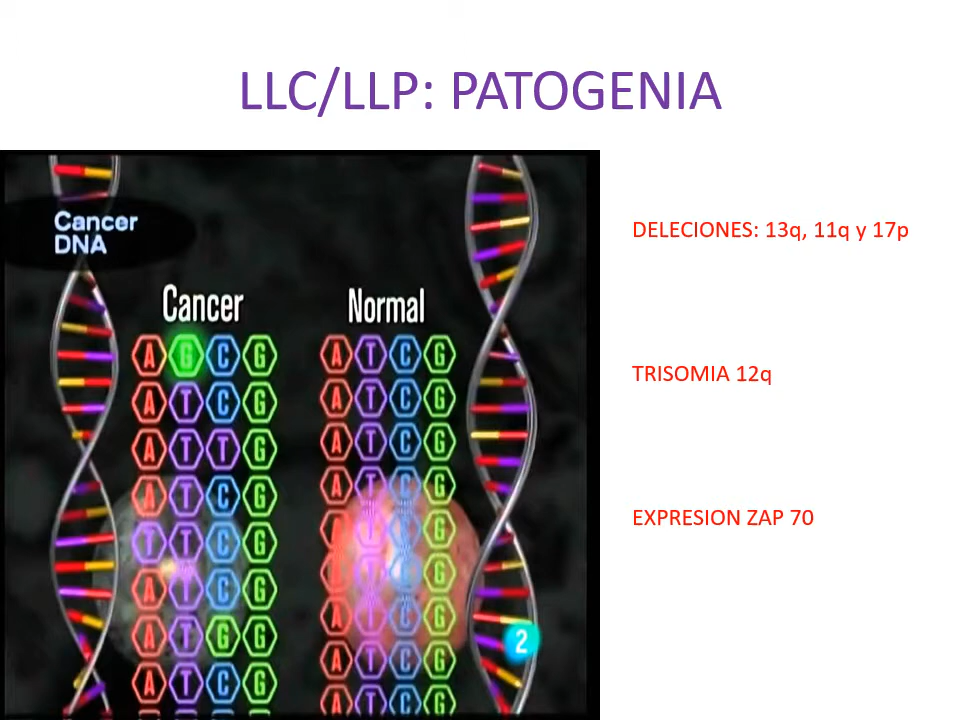 LLC/LLP: PATOGENIA
Cancer
DNA
Cancer
Normal
A G C G
A T C G
A T T G
A T C G
T T C G
A T C G
A T G G
A T C G
A T C G
A T C G
A T C G
A T C G
T C G
T C G
A T C G
A T C G
A T C G
2
DELECIONES: 13q, 11q y 17p
TRISOMIA 12q
EXPRESION ZAP 70